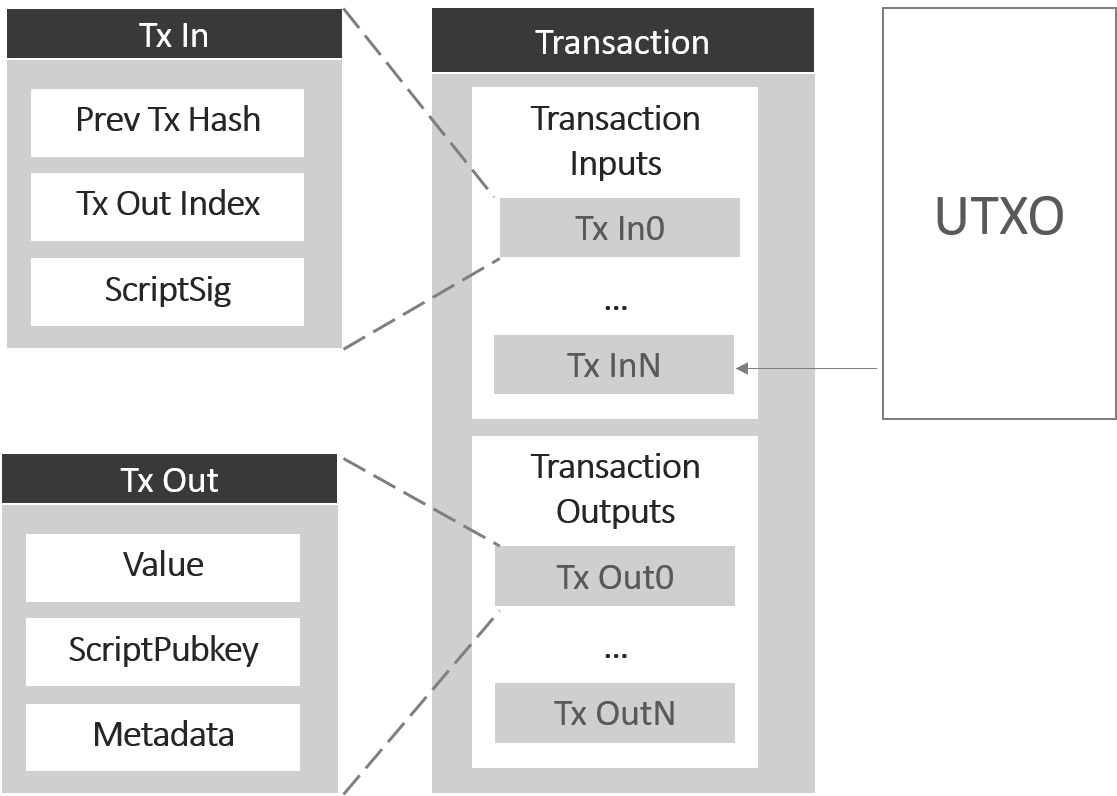 Tx In
Prev Tx Hash
Tx Out Index
ScriptSig
Tx Out
Value
ScriptPubkey
Metadata
Transaction
Transaction
Inputs
Tx In0
...
Tx InN
Transaction
Outputs
Tx Out0
...
Tx OutN
UTXO